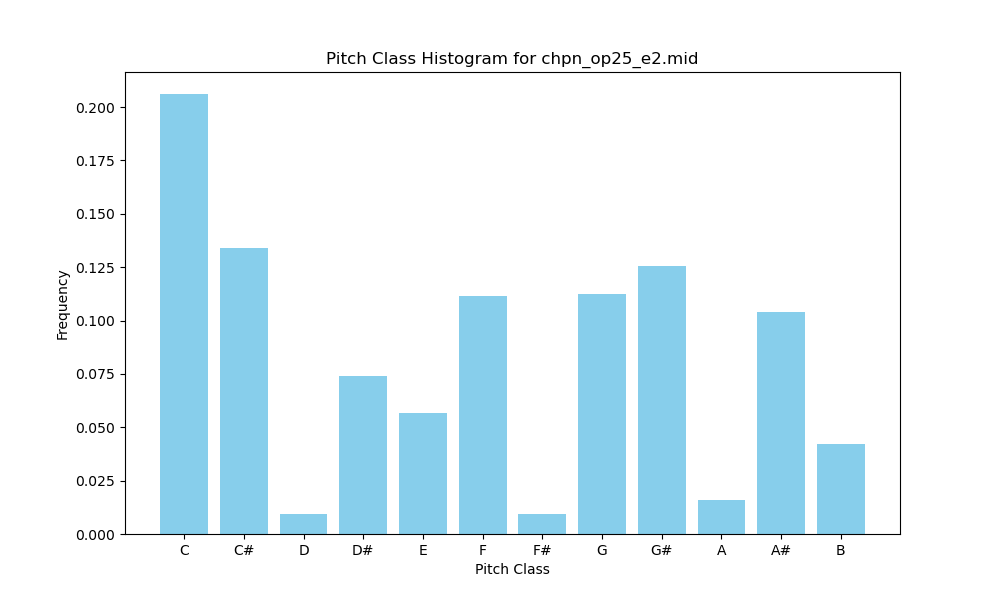 Pitch Class Histogram for chpn_op25_e2.mid
Frequency
0.200
0.175
0.150
0.125
0.100
0.075
0.050
0.025
0.000
C C# D D# E F F# G G# A A# B
Pitch Class